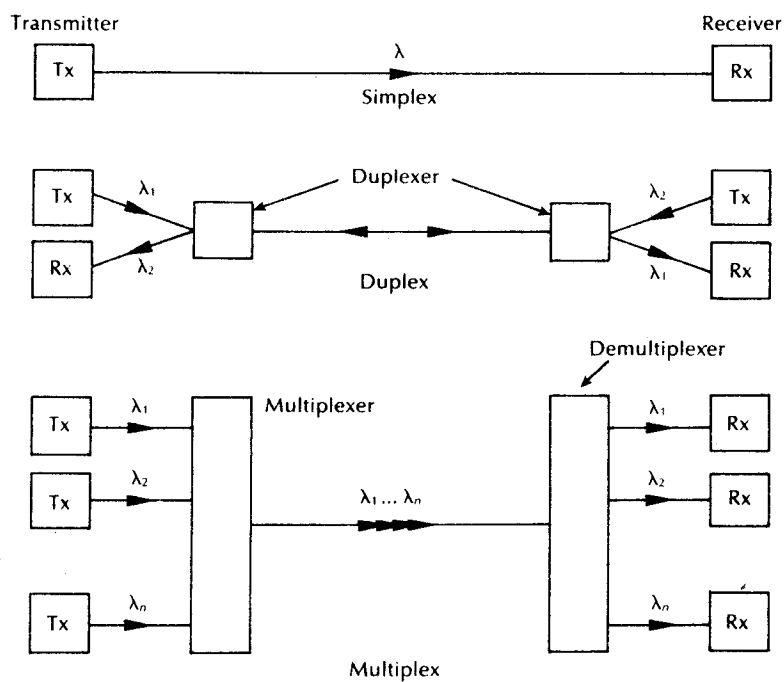 Transmitter
Receiver
Tx
λ
Rx
Simplex
Tx
λ1
Duplexer
λ2
Tx
Rx
λ2
λ1
Rx
Duplex
Demultiplexer
Tx
λ1
Multiplexer
λ1
Rx
Tx
λ2
λ1 ... λn
λ2
Rx
Tx
λn
λn
Rx
Multiplex